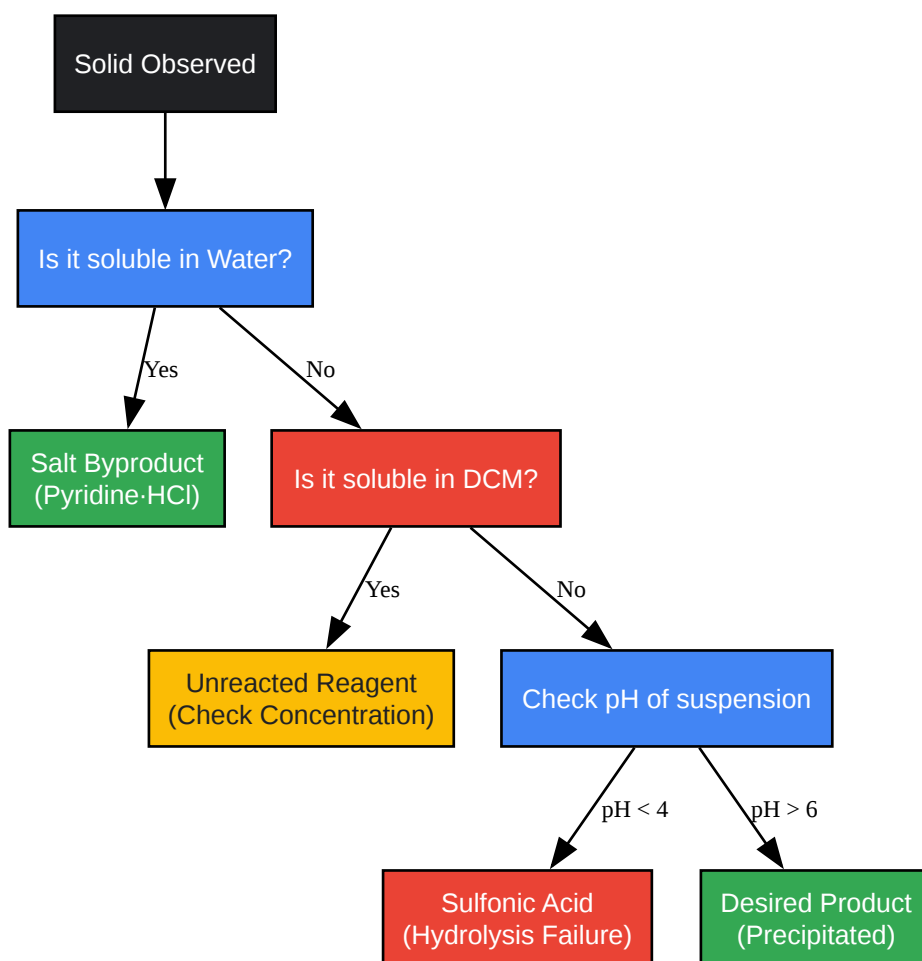 Solid Observed
Is it soluble in Water?
Yes
No
Salt Byproduct
(Pyridine·HCl)
Is it soluble in DCM?
Yes
No
Unreacted Reagent
(Check Concentration)
Check pH of suspension
pH < 4
pH > 6
Sulfonic Acid
(Hydrolysis Failure)
Desired Product
(Precipitated)